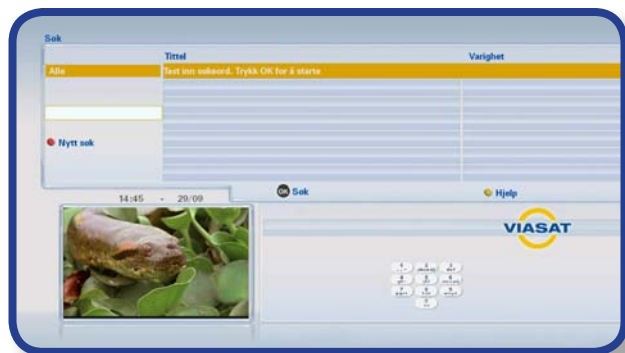 Søk
Tittel Varighet
Alle Tast inn søkeord. Trykk OK for å starte
Nytt søk
14:45 - 29/09
OK Søk
Hjelp
VIASAT